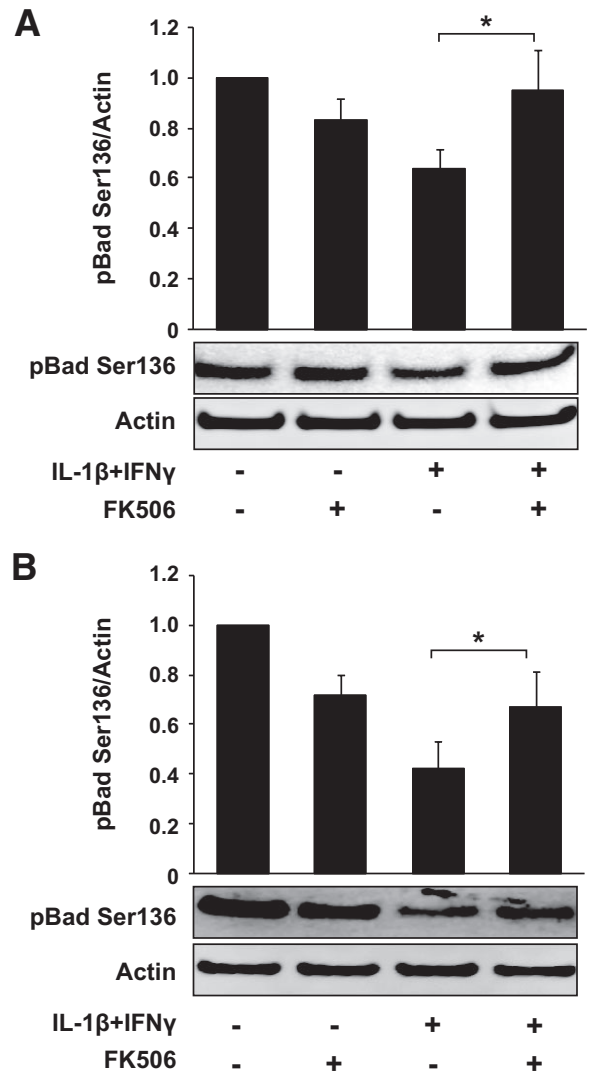 A
pBad Ser136/Actin
1.2
1.0
0.8
0.6
0.4
0.2
0
*
pBad Ser136
Actin
IL-1β+IFNγ - - + +
FK506 - + - +
B
pBad Ser136/Actin
1.2
1.0
0.8
0.6
0.4
0.2
0
*
pBad Ser136
Actin
IL-1β+IFNγ - - + +
FK506 - + - +